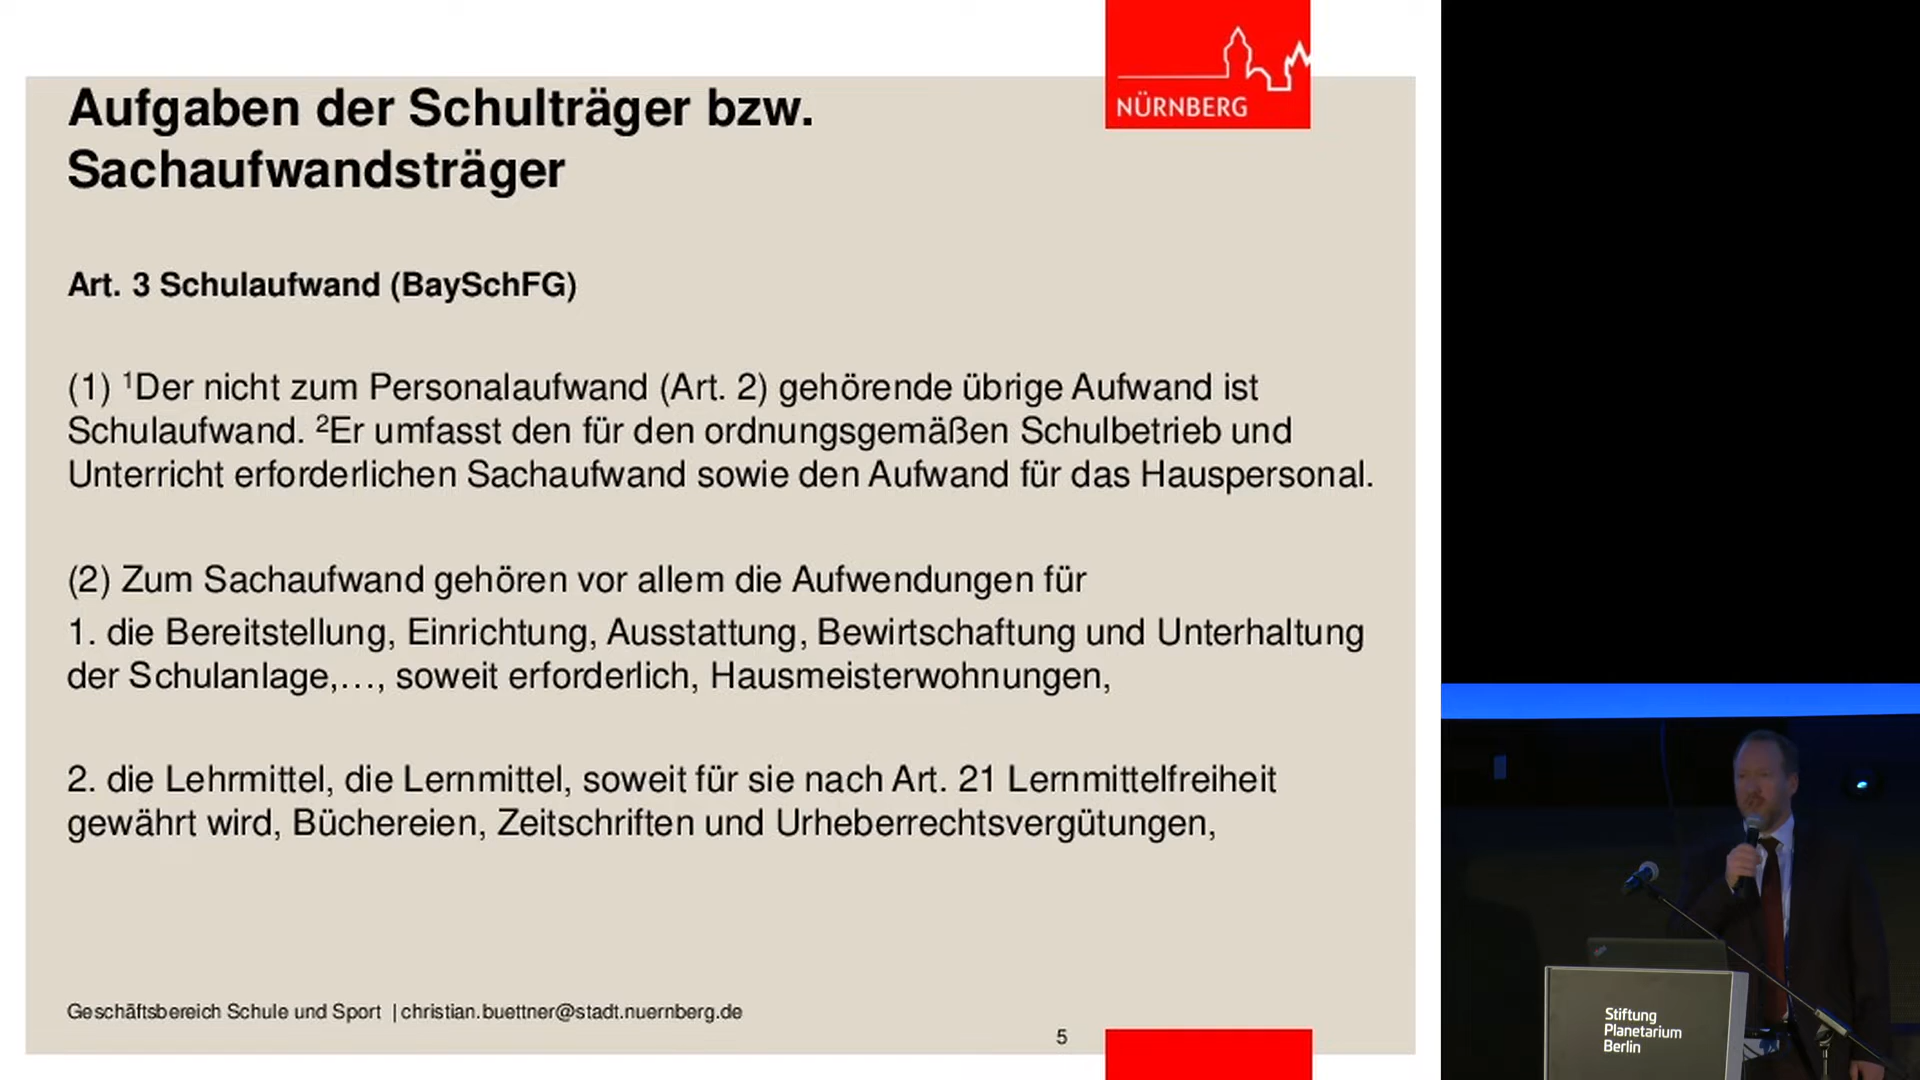 NÜRNBERG
Aufgaben der Schulträger bzw.
Sachaufwandsträger
Art. 3 Schulaufwand (BaySchFG)
(1) ¹Der nicht zum Personalaufwand (Art. 2) gehörende übrige Aufwand ist
Schulaufwand. ²Er umfasst den für den ordnungsgemäßen Schulbetrieb und
Unterricht erforderlichen Sachaufwand sowie den Aufwand für das Hauspersonal.
(2) Zum Sachaufwand gehören vor allem die Aufwendungen für
1. die Bereitstellung, Einrichtung, Ausstattung, Bewirtschaftung und Unterhaltung
der Schulanlage,…, soweit erforderlich, Hausmeisterwohnungen,
2. die Lehrmittel, die Lernmittel, soweit für sie nach Art. 21 Lernmittelfreiheit
gewährt wird, Büchereien, Zeitschriften und Urheberrechtsvergütungen,
Geschäftsbereich Schule und Sport | christian.buettner@stadt.nuernberg.de
5
Stiftung
Planetarium
Berlin